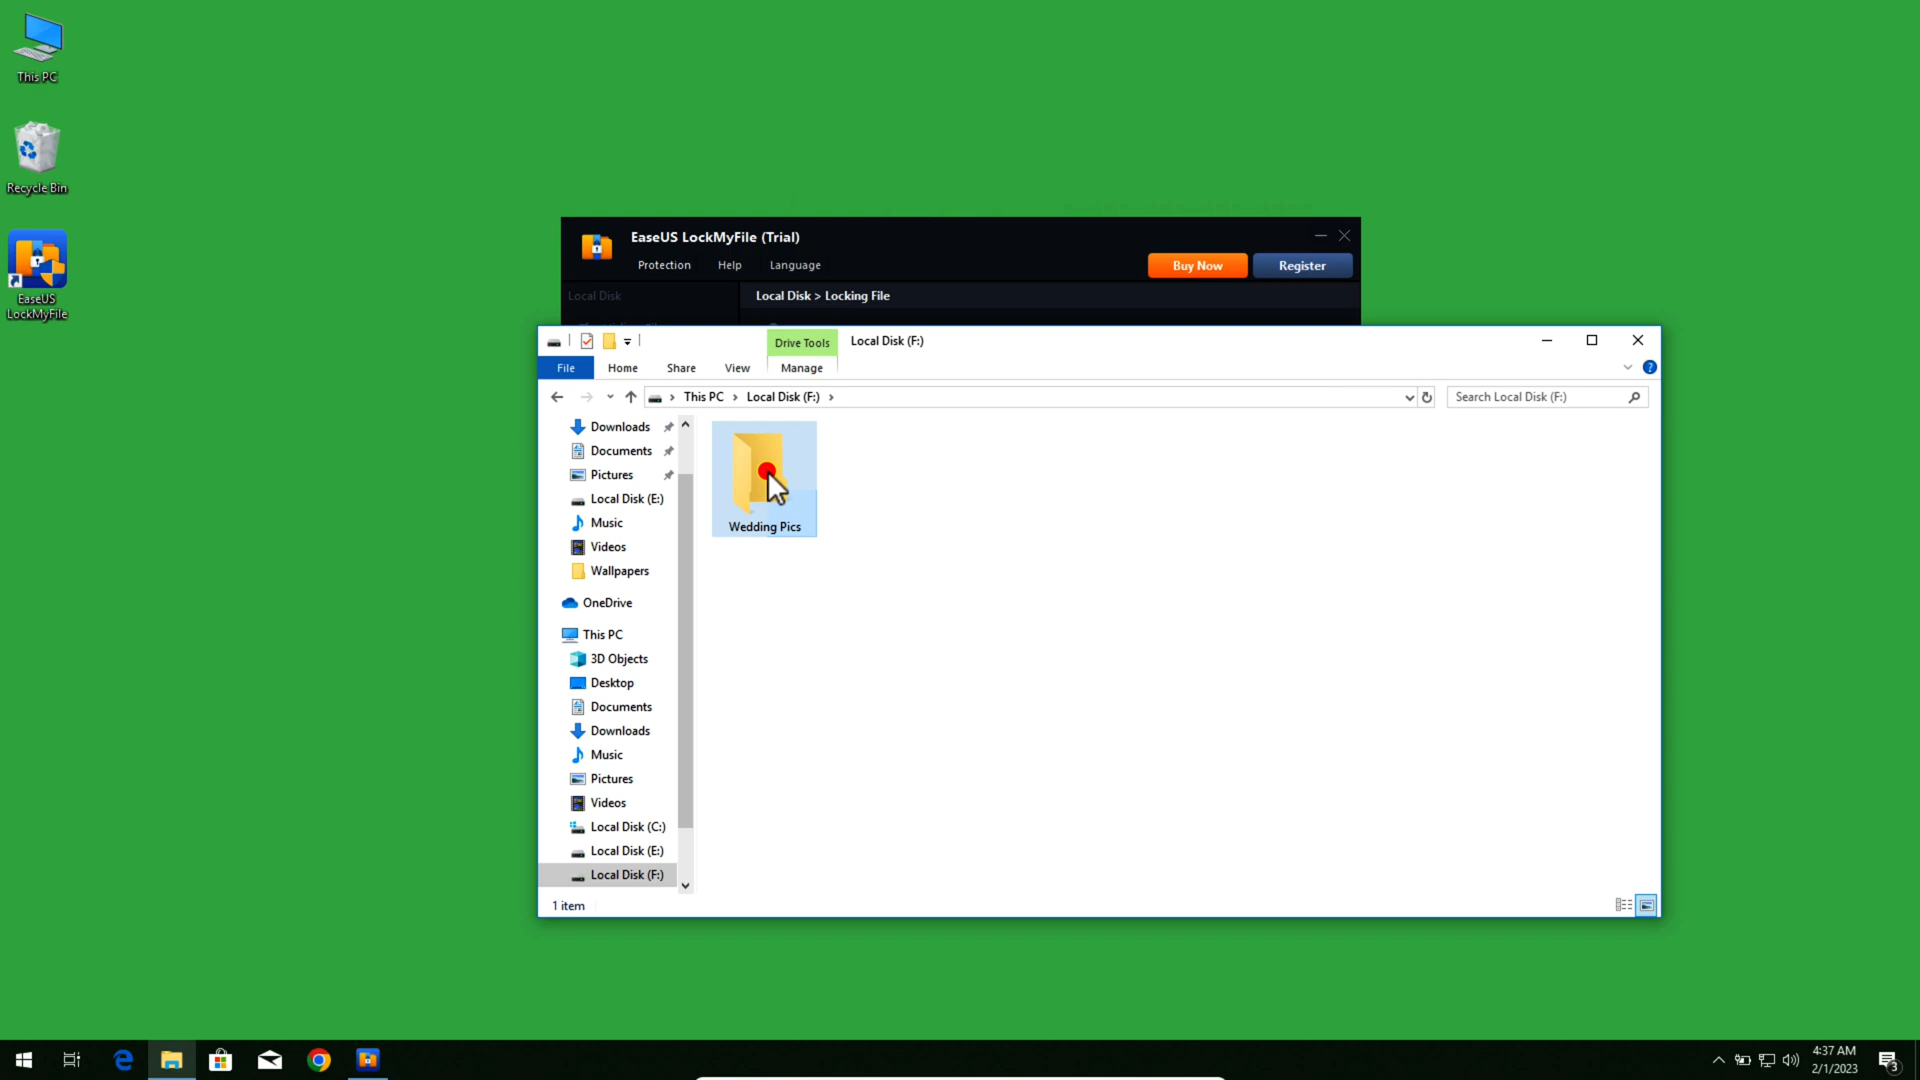 This PC
Recycle Bin
EaseUS
LockMyFile
EaseUS LockMyFile (Trial)
Protection Help Language
Buy Now Register
Local Disk
Local Disk > Locking File
Drive Tools Local Disk (F:)
File Home Share View Manage
This PC Local Disk (F:)
Search Local Disk (F:)
Downloads
Documents
Pictures
Local Disk (E:)
Music
Videos
Wallpapers
OneDrive
This PC
3D Objects
Desktop
Documents
Downloads
Music
Pictures
Videos
Local Disk (C:)
Local Disk (E:)
Local Disk (F:)
Wedding Pics
1 item
4:37 AM
2/1/2023
3